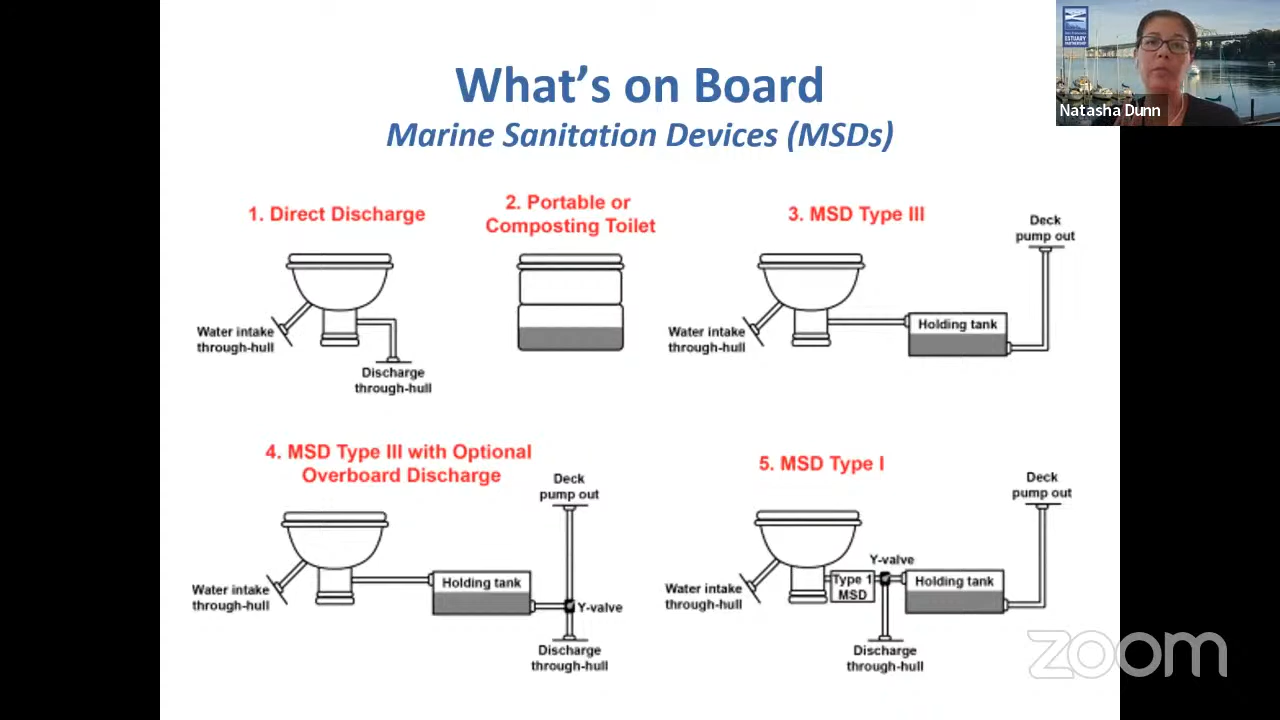 What's on Board
Marine Sanitation Devices (MSDs)
ESTUARY
PARTNERSHIP
Natasha Dunn
1. Direct Discharge
Water intake
through-hull
Discharge
through-hull
2. Portable or
Composting Toilet
3. MSD Type III
Deck
pump out
Water intake
through-hull
Holding tank
4. MSD Type III with Optional
Overboard Discharge
Deck
pump out
Water intake
through-hull
Holding tank
Y-valve
Discharge
through-hull
5. MSD Type I
Deck
pump out
Water intake
through-hull
Type 1
MSD
Y-valve
Holding tank
Discharge
through-hull
zoom